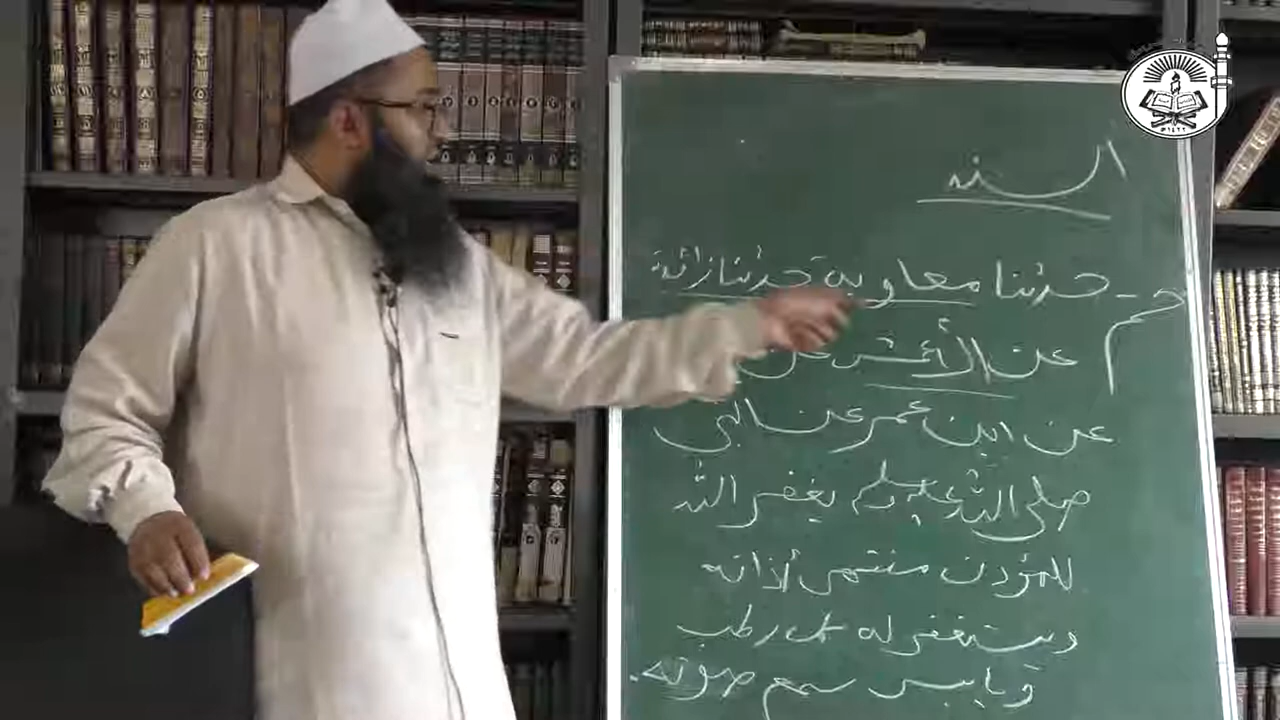 السند
حم - حدثنا معاوية حدثنا زائدة
عن الأعمش عن
عن ابن عمر عن النبي
صلى الله عليه وسلم يغفر الله
للمؤذن منتهى أذانه
ويستغفر له كل رطب
ويابس سمع صوته.